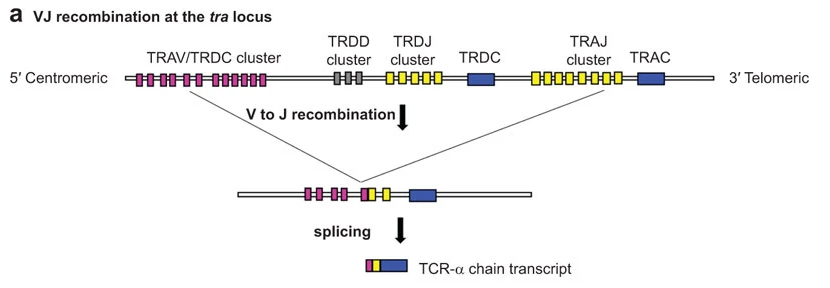 a VJ recombination at the tra locus
TRAV/TRDC cluster
TRDD
cluster
TRDJ
cluster
TRDC
TRAJ
cluster
TRAC
5′ Centromeric
3′ Telomeric
V to J recombination
splicing
TCR-α chain transcript